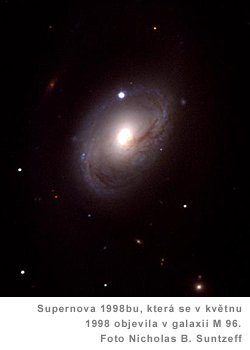 Supernova 1998bu, která se v květnu
1998 objevila v galaxii M 96.
Foto Nicholas B. Suntzeff